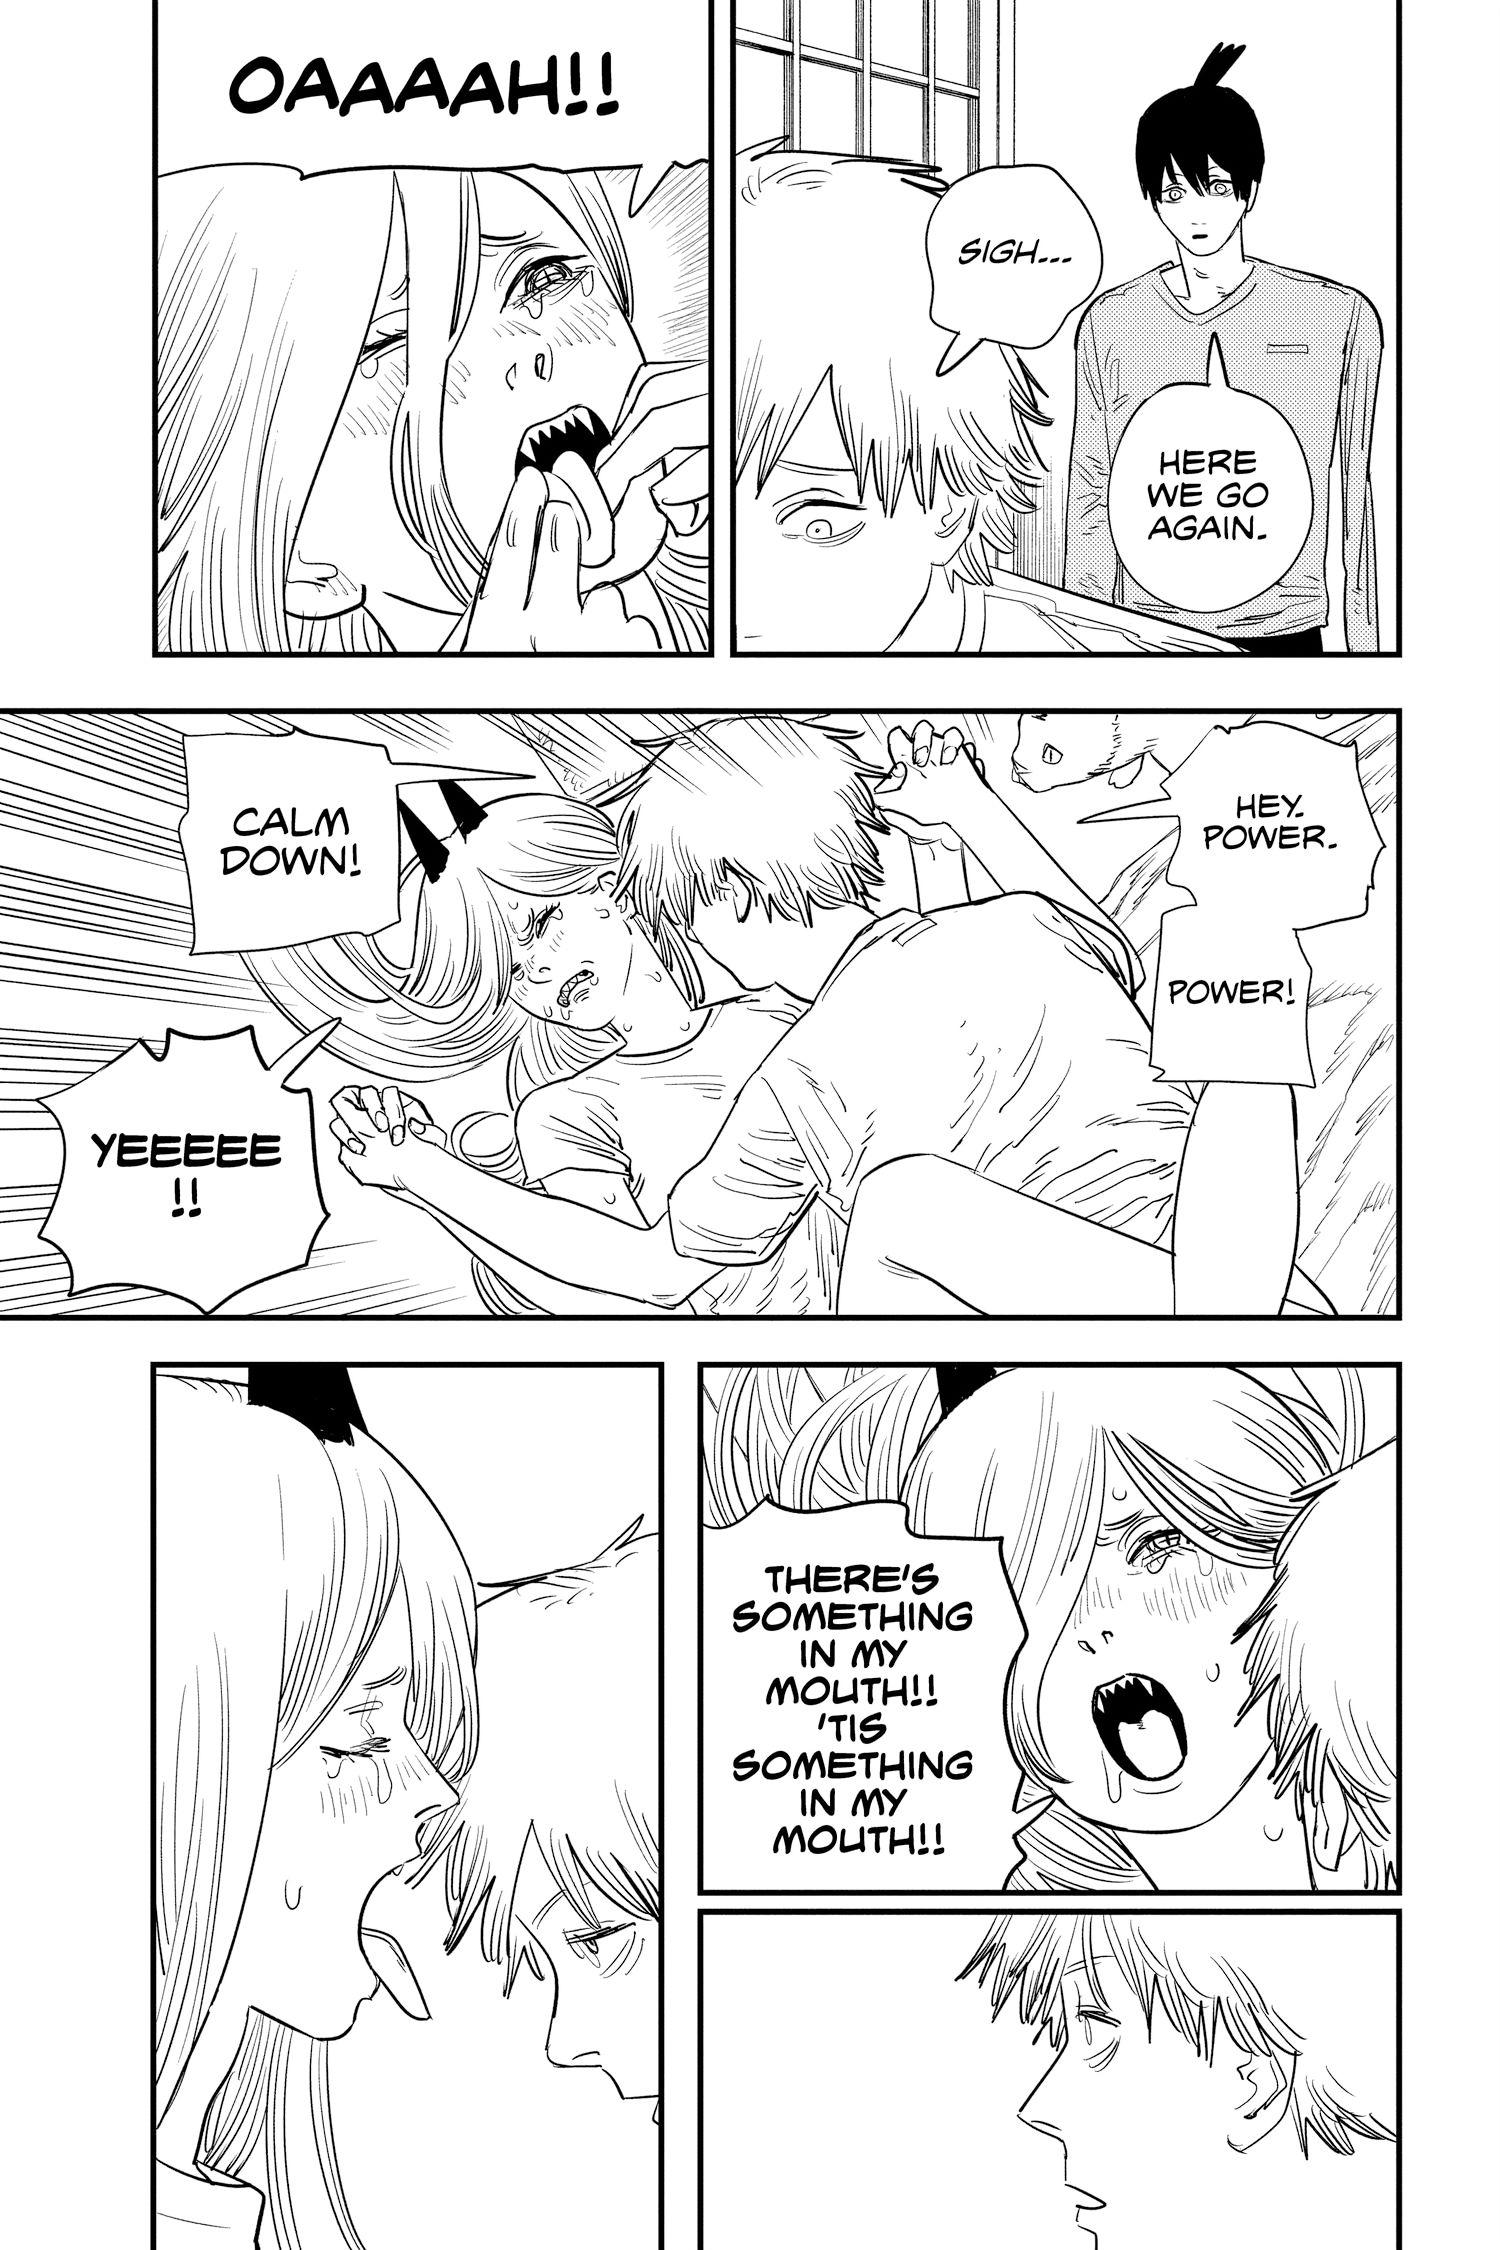 SIGH...
HERE
WE GO
AGAIN.
OAAAAH!!
HEY.
POWER.
POWER!
CALM
DOWN!
YEEEEE
!!
THERE'S
SOMETHING
IN MY
MOUTH!!
'TIS
SOMETHING
IN MY
MOUTH!!